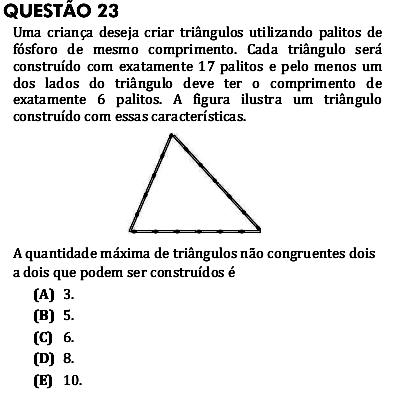 QUESTÃO 23
Uma criança deseja criar triângulos utilizando palitos de
fósforo de mesmo comprimento. Cada triângulo será
construído com exatamente 17 palitos e pelo menos um
dos lados do triângulo deve ter o comprimento de
exatamente 6 palitos. A figura ilustra um triângulo
construído com essas características.
A quantidade máxima de triângulos não congruentes dois
a dois que podem ser construídos é
(A) 3.
(B) 5.
(C) 6.
(D) 8.
(E) 10.